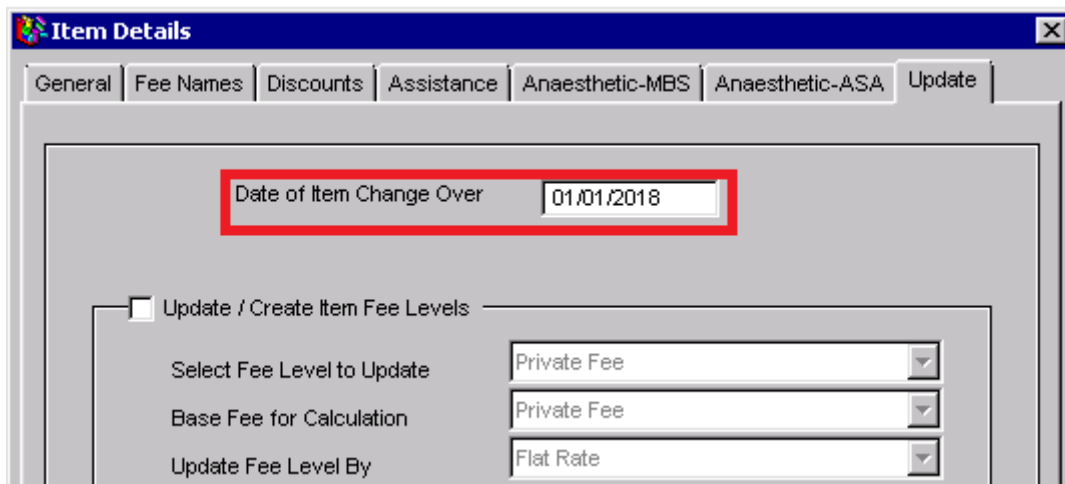 Item Details
General Fee Names Discounts Assistance Anaesthetic-MBS Anaesthetic-ASA Update
Date of Item Change Over 01/01/2018
Update / Create Item Fee Levels
Select Fee Level to Update Private Fee
Base Fee for Calculation Private Fee
Update Fee Level By Flat Rate